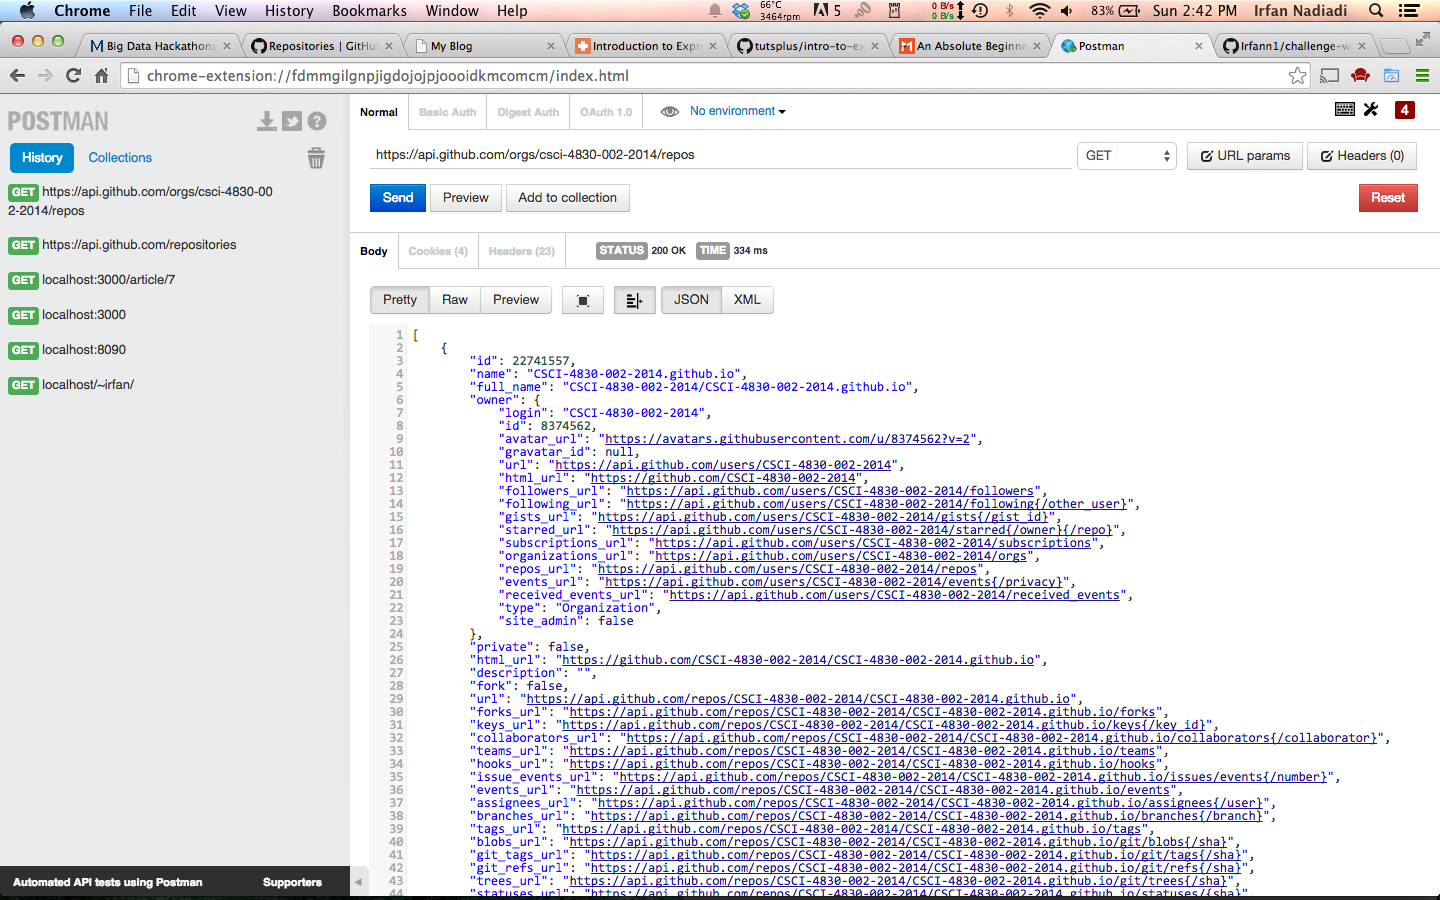 Chrome File Edit View History Bookmarks Window Help 66°C 3464rpm 5 0 B/s 0 B/s 83% Sun 2:42 PM Irfan Nadiadi
Big Data Hackathons Repositories | GitHub My Blog Introduction to Expr tutsplus/intro-to-ex An Absolute Beginne Postman Irfann1/challenge-w
chrome-extension://fdmmgilgnpjigdojojpjoooidkmcomcm/index.html
POSTMAN
History Collections
GET https://api.github.com/orgs/csci-4830-00
2-2014/repos
GET https://api.github.com/repositories
GET localhost:3000/article/7
GET localhost:3000
GET localhost:8090
GET localhost/~irfan/
Automated API tests using Postman Supporters
Normal Basic Auth Digest Auth OAuth 1.0 No environment 4
https://api.github.com/orgs/csci-4830-002-2014/repos GET URL params Headers (0)
Send Preview Add to collection Reset
Body Cookies (4) Headers (23) STATUS 200 OK TIME 334 ms
Pretty Raw Preview JSON XML
1 [
2 {
3 "id": 22741557,
4 "name": "CSCI-4830-002-2014.github.io",
5 "full_name": "CSCI-4830-002-2014/CSCI-4830-002-2014.github.io",
6 "owner": {
7 "login": "CSCI-4830-002-2014",
8 "id": 8374562,
9 "avatar_url": "https://avatars.githubusercontent.com/u/8374562?v=2",
10 "gravatar_id": null,
11 "url": "https://api.github.com/users/CSCI-4830-002-2014",
12 "html_url": "https://github.com/CSCI-4830-002-2014",
13 "followers_url": "https://api.github.com/users/CSCI-4830-002-2014/followers",
14 "following_url": "https://api.github.com/users/CSCI-4830-002-2014/following{/other_user}",
15 "gists_url": "https://api.github.com/users/CSCI-4830-002-2014/gists{/gist_id}",
16 "starred_url": "https://api.github.com/users/CSCI-4830-002-2014/starred{/owner}{/repo}",
17 "subscriptions_url": "https://api.github.com/users/CSCI-4830-002-2014/subscriptions",
18 "organizations_url": "https://api.github.com/users/CSCI-4830-002-2014/orgs",
19 "repos_url": "https://api.github.com/users/CSCI-4830-002-2014/repos",
20 "events_url": "https://api.github.com/users/CSCI-4830-002-2014/events{/privacy}",
21 "received_events_url": "https://api.github.com/users/CSCI-4830-002-2014/received_events",
22 "type": "Organization",
23 "site_admin": false
24 },
25 "private": false,
26 "html_url": "https://github.com/CSCI-4830-002-2014/CSCI-4830-002-2014.github.io",
27 "description": "",
28 "fork": false,
29 "url": "https://api.github.com/repos/CSCI-4830-002-2014/CSCI-4830-002-2014.github.io",
30 "forks_url": "https://api.github.com/repos/CSCI-4830-002-2014/CSCI-4830-002-2014.github.io/forks",
31 "keys_url": "https://api.github.com/repos/CSCI-4830-002-2014/CSCI-4830-002-2014.github.io/keys{/key_id}",
32 "collaborators_url": "https://api.github.com/repos/CSCI-4830-002-2014/CSCI-4830-002-2014.github.io/collaborators{/collaborator}",
33 "teams_url": "https://api.github.com/repos/CSCI-4830-002-2014/CSCI-4830-002-2014.github.io/teams",
34 "hooks_url": "https://api.github.com/repos/CSCI-4830-002-2014/CSCI-4830-002-2014.github.io/hooks",
35 "issue_events_url": "https://api.github.com/repos/CSCI-4830-002-2014/CSCI-4830-002-2014.github.io/issues/events{/number}",
36 "events_url": "https://api.github.com/repos/CSCI-4830-002-2014/CSCI-4830-002-2014.github.io/events",
37 "assignees_url": "https://api.github.com/repos/CSCI-4830-002-2014/CSCI-4830-002-2014.github.io/assignees{/user}",
38 "branches_url": "https://api.github.com/repos/CSCI-4830-002-2014/CSCI-4830-002-2014.github.io/branches{/branch}",
39 "tags_url": "https://api.github.com/repos/CSCI-4830-002-2014/CSCI-4830-002-2014.github.io/tags",
40 "blobs_url": "https://api.github.com/repos/CSCI-4830-002-2014/CSCI-4830-002-2014.github.io/git/blobs{/sha}",
41 "git_tags_url": "https://api.github.com/repos/CSCI-4830-002-2014/CSCI-4830-002-2014.github.io/git/tags{/sha}",
42 "git_refs_url": "https://api.github.com/repos/CSCI-4830-002-2014/CSCI-4830-002-2014.github.io/git/refs{/sha}",
43 "trees_url": "https://api.github.com/repos/CSCI-4830-002-2014/CSCI-4830-002-2014.github.io/git/trees{/sha}",
44 "statuses_url": "https://api.github.com/repos/CSCI-4830-002-2014/CSCI-4830-002-2014.github.io/statuses/{sha}",